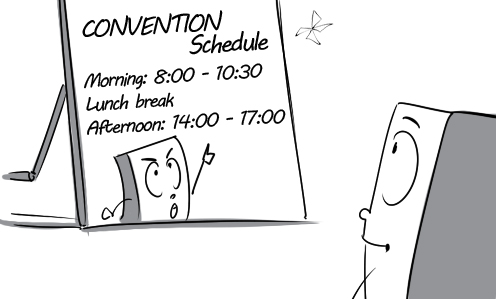 CONVENTION
Schedule
Morning: 8:00 - 10:30
Lunch break
Afternoon: 14:00 - 17:00